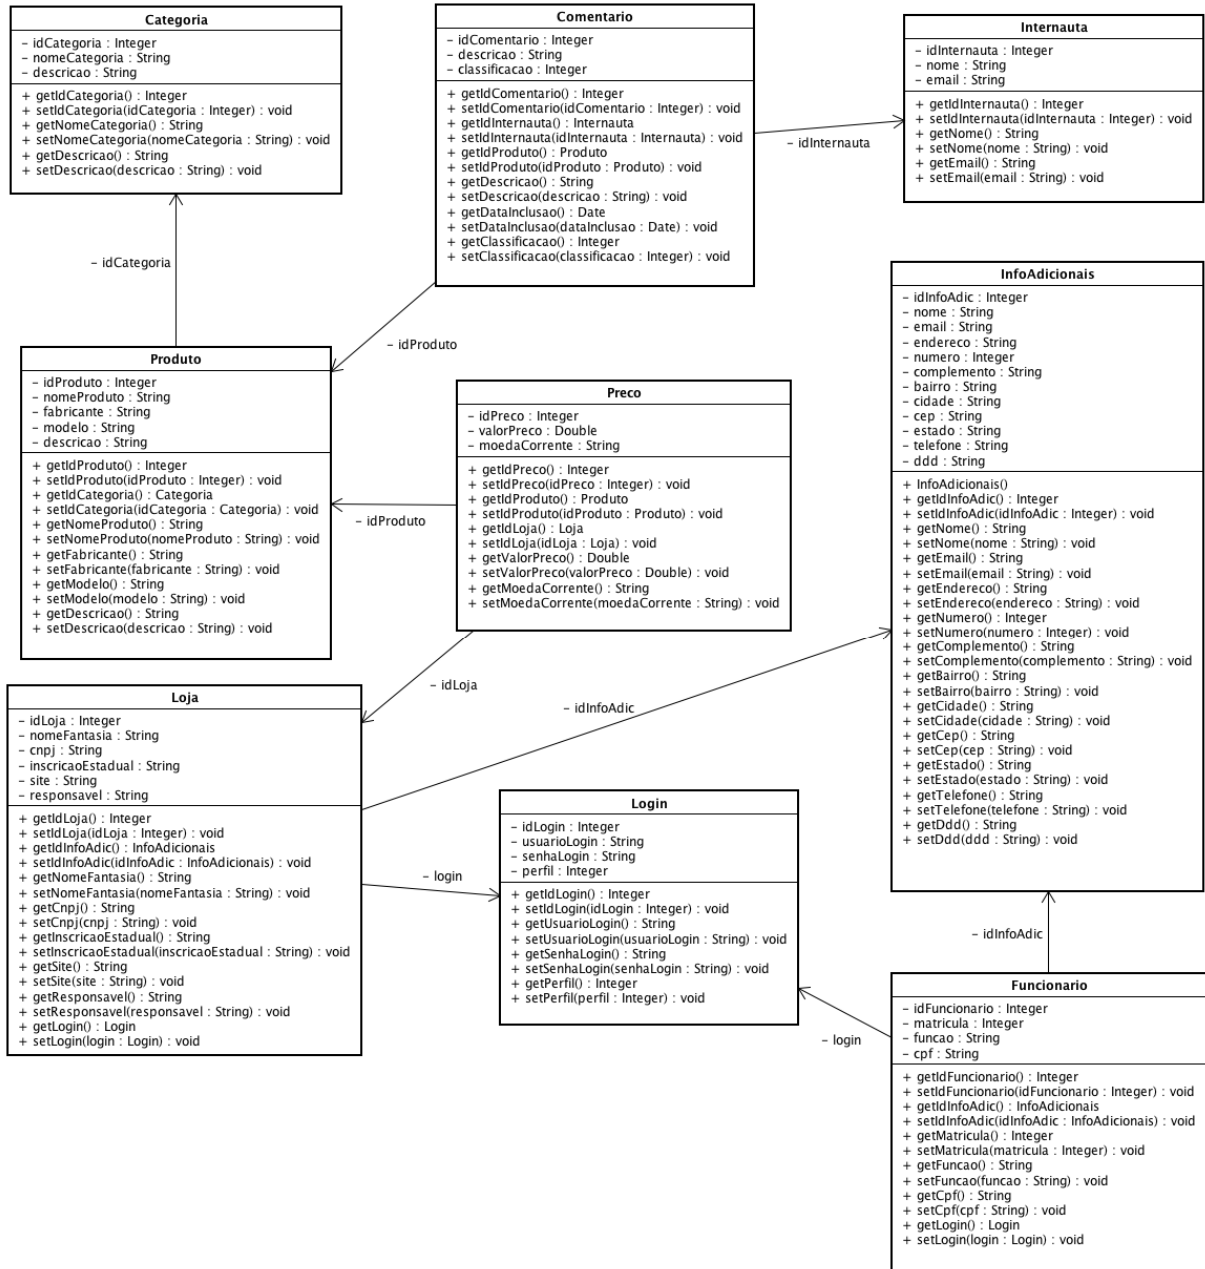 Categoria
– idCategoria : Integer
– nomeCategoria : String
– descricao : String
+ getIdCategoria() : Integer
+ setIdCategoria(idCategoria : Integer) : void
+ getNomeCategoria() : String
+ setNomeCategoria(nomeCategoria : String) : void
+ getDescricao() : String
+ setDescricao(descricao : String) : void
Comentario
– idComentario : Integer
– descricao : String
– classificacao : Integer
+ getIdComentario() : Integer
+ setIdComentario(idComentario : Integer) : void
+ getIdInternauta() : Internauta
+ setIdInternauta(idInternauta : Internauta) : void
+ getIdProduto() : Produto
+ setIdProduto(idProduto : Produto) : void
+ getDescricao() : String
+ setDescricao(descricao : String) : void
+ getDataInclusao() : Date
+ setDataInclusao(dataInclusao : Date) : void
+ getClassificacao() : Integer
+ setClassificacao(classificacao : Integer) : void
– idInternauta
Internauta
– idInternauta : Integer
– nome : String
– email : String
+ getIdInternauta() : Integer
+ setIdInternauta(idInternauta : Integer) : void
+ getNome() : String
+ setNome(nome : String) : void
+ getEmail() : String
+ setEmail(email : String) : void
– idCategoria
– idProduto
Produto
– idProduto : Integer
– nomeProduto : String
– fabricante : String
– modelo : String
– descricao : String
+ getIdProduto() : Integer
+ setIdProduto(idProduto : Integer) : void
+ getIdCategoria() : Categoria
+ setIdCategoria(idCategoria : Categoria) : void
+ getNomeProduto() : String
+ setNomeProduto(nomeProduto : String) : void
+ getFabricante() : String
+ setFabricante(fabricante : String) : void
+ getModelo() : String
+ setModelo(modelo : String) : void
+ getDescricao() : String
+ setDescricao(descricao : String) : void
– idProduto
Preco
– idPreco : Integer
– valorPreco : Double
– moedaCorrente : String
+ getIdPreco() : Integer
+ setIdPreco(idPreco : Integer) : void
+ getIdProduto() : Produto
+ setIdProduto(idProduto : Produto) : void
+ getIdLoja() : Loja
+ setIdLoja(idLoja : Loja) : void
+ getValorPreco() : Double
+ setValorPreco(valorPreco : Double) : void
+ getMoedaCorrente() : String
+ setMoedaCorrente(moedaCorrente : String) : void
InfoAdicionais
– idInfoAdic : Integer
– nome : String
– email : String
– endereco : String
– numero : Integer
– complemento : String
– bairro : String
– cidade : String
– cep : String
– estado : String
– telefone : String
– ddd : String
+ InfoAdicionais()
+ getIdInfoAdic() : Integer
+ setIdInfoAdic(idInfoAdic : Integer) : void
+ getNome() : String
+ setNome(nome : String) : void
+ getEmail() : String
+ setEmail(email : String) : void
+ getEndereco() : String
+ setEndereco(endereco : String) : void
+ getNumero() : Integer
+ setNumero(numero : Integer) : void
+ getComplemento() : String
+ setComplemento(complemento : String) : void
+ getBairro() : String
+ setBairro(bairro : String) : void
+ getCidade() : String
+ setCidade(cidade : String) : void
+ getCep() : String
+ setCep(cep : String) : void
+ getEstado() : String
+ setEstado(estado : String) : void
+ getTelefone() : String
+ setTelefone(telefone : String) : void
+ getDdd() : String
+ setDdd(ddd : String) : void
– idLoja
– idInfoAdic
Loja
– idLoja : Integer
– nomeFantasia : String
– cnpj : String
– inscricaoEstadual : String
– site : String
– responsavel : String
+ getIdLoja() : Integer
+ setIdLoja(idLoja : Integer) : void
+ getIdInfoAdic() : InfoAdicionais
+ setIdInfoAdic(idInfoAdic : InfoAdicionais) : void
+ getNomeFantasia() : String
+ setNomeFantasia(nomeFantasia : String) : void
+ getCnpj() : String
+ setCnpj(cnpj : String) : void
+ getInscricaoEstadual() : String
+ setInscricaoEstadual(inscricaoEstadual : String) : void
+ getSite() : String
+ setSite(site : String) : void
+ getResponsavel() : String
+ setResponsavel(responsavel : String) : void
+ getLogin() : Login
+ setLogin(login : Login) : void
– login
Login
– idLogin : Integer
– usuarioLogin : String
– senhaLogin : String
– perfil : Integer
+ getIdLogin() : Integer
+ setIdLogin(idLogin : Integer) : void
+ getUsuarioLogin() : String
+ setUsuarioLogin(usuarioLogin : String) : void
+ getSenhaLogin() : String
+ setSenhaLogin(senhaLogin : String) : void
+ getPerfil() : Integer
+ setPerfil(perfil : Integer) : void
– idInfoAdic
– login
Funcionario
– idFuncionario : Integer
– matricula : Integer
– funcao : String
– cpf : String
+ getIdFuncionario() : Integer
+ setIdFuncionario(idFuncionario : Integer) : void
+ getIdInfoAdic() : InfoAdicionais
+ setIdInfoAdic(idInfoAdic : InfoAdicionais) : void
+ getMatricula() : Integer
+ setMatricula(matricula : Integer) : void
+ getFuncao() : String
+ setFuncao(funcao : String) : void
+ getCpf() : String
+ setCpf(cpf : String) : void
+ getLogin() : Login
+ setLogin(login : Login) : void